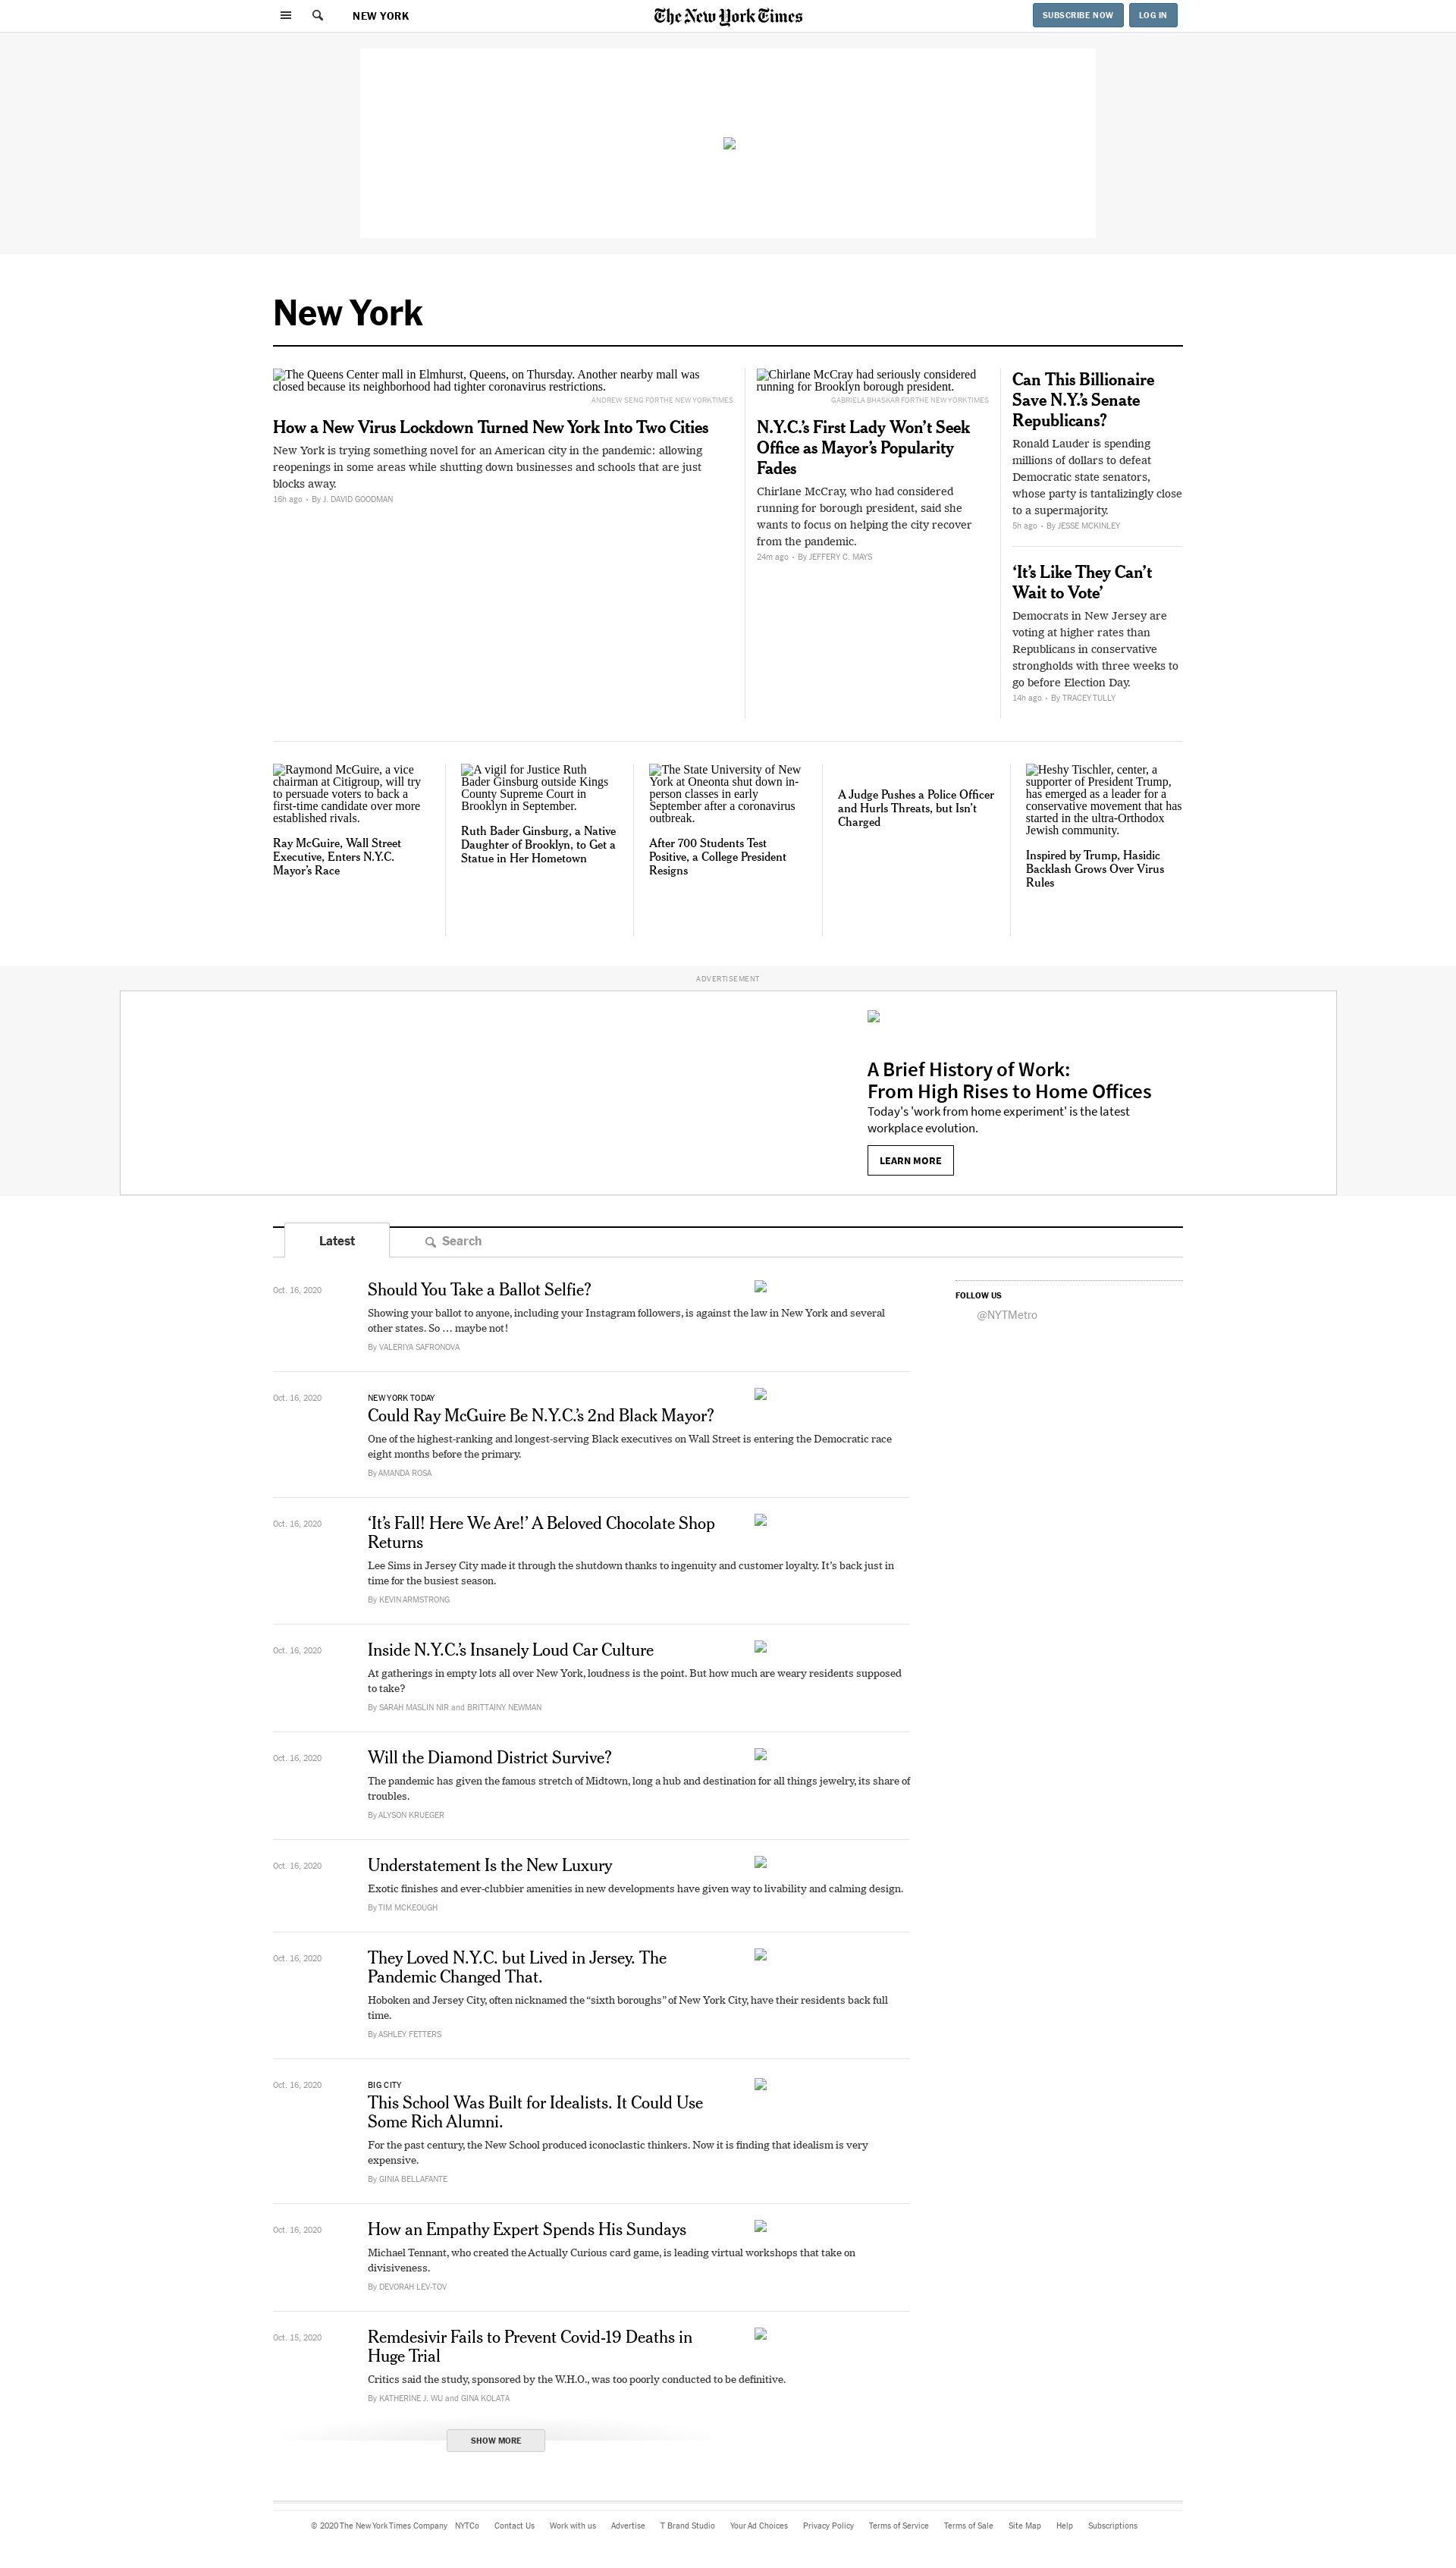 NEW YORK
The New York Times
SUBSCRIBE NOW
LOG IN
New York
The Queens Center mall in Elmhurst, Queens, on Thursday. Another nearby mall was
closed because its neighborhood had tighter coronavirus restrictions.
ANDREW SENG FOR THE NEW YORK TIMES
How a New Virus Lockdown Turned New York Into Two Cities
New York is trying something novel for an American city in the pandemic: allowing
reopenings in some areas while shutting down businesses and schools that are just
blocks away.
16h ago • By J. DAVID GOODMAN
Chirlane McCray had seriously considered
running for Brooklyn borough president.
GABRIELA BHASKAR FOR THE NEW YORK TIMES
N.Y.C.’s First Lady Won’t Seek
Office as Mayor’s Popularity
Fades
Chirlane McCray, who had considered
running for borough president, said she
wants to focus on helping the city recover
from the pandemic.
24m ago • By JEFFERY C. MAYS
Can This Billionaire
Save N.Y.’s Senate
Republicans?
Ronald Lauder is spending
millions of dollars to defeat
Democratic state senators,
whose party is tantalizingly close
to a supermajority.
5h ago • By JESSE MCKINLEY
‘It’s Like They Can’t
Wait to Vote’
Democrats in New Jersey are
voting at higher rates than
Republicans in conservative
strongholds with three weeks to
go before Election Day.
14h ago • By TRACEY TULLY
Raymond McGuire, a vice
chairman at Citigroup, will try
to persuade voters to back a
first-time candidate over more
established rivals.
Ray McGuire, Wall Street
Executive, Enters N.Y.C.
Mayor’s Race
A vigil for Justice Ruth
Bader Ginsburg outside Kings
County Supreme Court in
Brooklyn in September.
Ruth Bader Ginsburg, a Native
Daughter of Brooklyn, to Get a
Statue in Her Hometown
The State University of New
York at Oneonta shut down in-
person classes in early
September after a coronavirus
outbreak.
After 700 Students Test
Positive, a College President
Resigns
A Judge Pushes a Police Officer
and Hurls Threats, but Isn’t
Charged
Heshy Tischler, center, a
supporter of President Trump,
has emerged as a leader for a
conservative movement that has
started in the ultra-Orthodox
Jewish community.
Inspired by Trump, Hasidic
Backlash Grows Over Virus
Rules
ADVERTISEMENT
A Brief History of Work:
From High Rises to Home Offices
Today's 'work from home experiment' is the latest
workplace evolution.
LEARN MORE
Latest
Search
Oct. 16, 2020
Should You Take a Ballot Selfie?
Showing your ballot to anyone, including your Instagram followers, is against the law in New York and several
other states. So … maybe not!
By VALERIYA SAFRONOVA
FOLLOW US
@NYTMetro
Oct. 16, 2020
NEW YORK TODAY
Could Ray McGuire Be N.Y.C.’s 2nd Black Mayor?
One of the highest-ranking and longest-serving Black executives on Wall Street is entering the Democratic race
eight months before the primary.
By AMANDA ROSA
Oct. 16, 2020
‘It’s Fall! Here We Are!’ A Beloved Chocolate Shop
Returns
Lee Sims in Jersey City made it through the shutdown thanks to ingenuity and customer loyalty. It’s back just in
time for the busiest season.
By KEVIN ARMSTRONG
Oct. 16, 2020
Inside N.Y.C.’s Insanely Loud Car Culture
At gatherings in empty lots all over New York, loudness is the point. But how much are weary residents supposed
to take?
By SARAH MASLIN NIR and BRITTAINY NEWMAN
Oct. 16, 2020
Will the Diamond District Survive?
The pandemic has given the famous stretch of Midtown, long a hub and destination for all things jewelry, its share of
troubles.
By ALYSON KRUEGER
Oct. 16, 2020
Understatement Is the New Luxury
Exotic finishes and ever-clubbier amenities in new developments have given way to livability and calming design.
By TIM MCKEOUGH
Oct. 16, 2020
They Loved N.Y.C. but Lived in Jersey. The
Pandemic Changed That.
Hoboken and Jersey City, often nicknamed the “sixth boroughs” of New York City, have their residents back full
time.
By ASHLEY FETTERS
Oct. 16, 2020
BIG CITY
This School Was Built for Idealists. It Could Use
Some Rich Alumni.
For the past century, the New School produced iconoclastic thinkers. Now it is finding that idealism is very
expensive.
By GINIA BELLAFANTE
Oct. 16, 2020
How an Empathy Expert Spends His Sundays
Michael Tennant, who created the Actually Curious card game, is leading virtual workshops that take on
divisiveness.
By DEVORAH LEV-TOV
Oct. 15, 2020
Remdesivir Fails to Prevent Covid-19 Deaths in
Huge Trial
Critics said the study, sponsored by the W.H.O., was too poorly conducted to be definitive.
By KATHERINE J. WU and GINA KOLATA
SHOW MORE
© 2020 The New York Times Company NYTCo Contact Us Work with us Advertise T Brand Studio Your Ad Choices Privacy Policy Terms of Service Terms of Sale Site Map Help Subscriptions